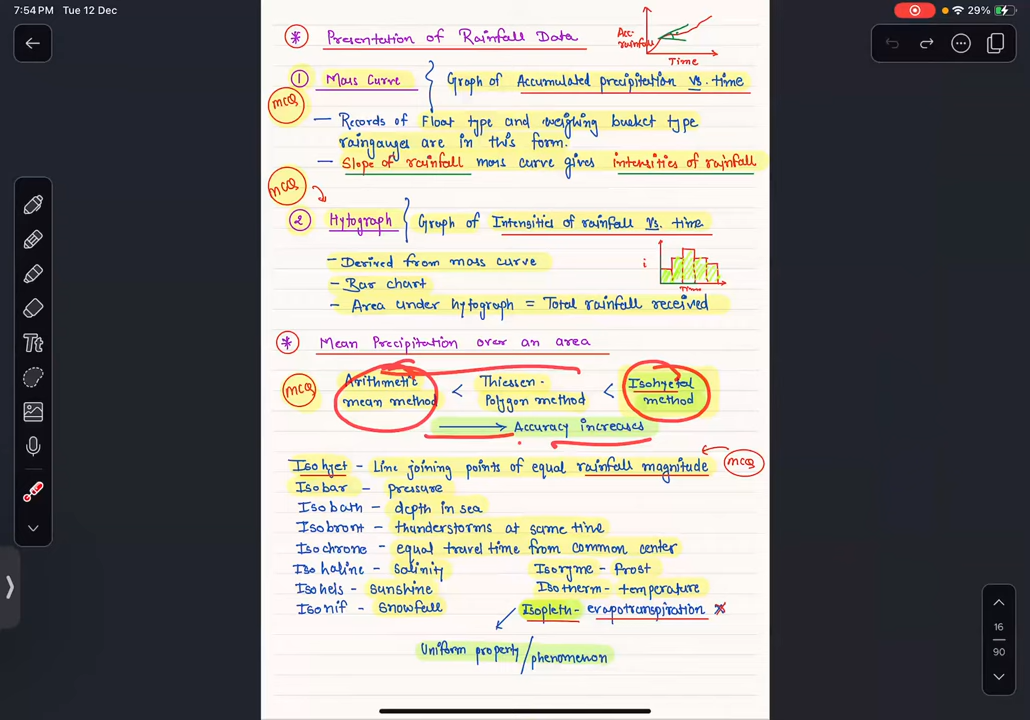 7:54 PM Tue 12 Dec
29%
* Presentation of Rainfall Data
Acc.
rainfall
Time
① Mass Curve { Graph of Accumulated precipitation Vs. time
MCQ
— Records of Float type and weighing bucket type
raingauges are in this form.
— Slope of rainfall mass curve gives intensities of rainfall
MCQ
② Hytograph { Graph of Intensities of rainfall Vs. time
- Derived from mass curve
- Bar chart
- Area under hytograph = Total rainfall received
i
Time
* Mean Precipitation over an area
MCQ
Arithmetic mean method < Thiessen - Polygon method < Isohyetal method
→ Accuracy increases
Isohyet - Line joining points of equal rainfall magnitude
MCQ
Isobar - pressure
Isobath - depth in sea
Isobront - thunderstorms at same time
Isochrone - equal travel time from common center
Isohaline - salinity
Isoryme - Frost
Isohels - sunshine
Isotherm - temperature
Isonif - Snowfall
Isopleth - evapotranspiration x
Uniform property / phenomenon
Tt
16
90